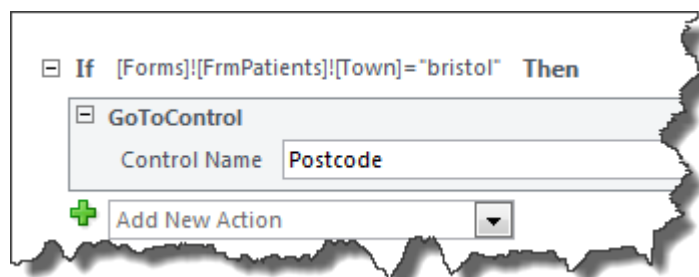 If [Forms]![FrmPatients]![Town]="bristol" Then
GoToControl
Control Name Postcode
Add New Action